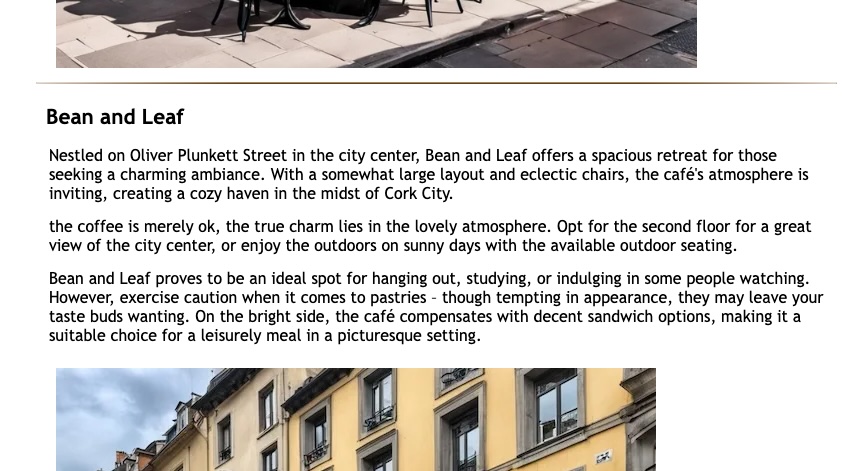 Bean and Leaf
Nestled on Oliver Plunkett Street in the city center, Bean and Leaf offers a spacious retreat for those
seeking a charming ambiance. With a somewhat large layout and eclectic chairs, the café's atmosphere is
inviting, creating a cozy haven in the midst of Cork City.
the coffee is merely ok, the true charm lies in the lovely atmosphere. Opt for the second floor for a great
view of the city center, or enjoy the outdoors on sunny days with the available outdoor seating.
Bean and Leaf proves to be an ideal spot for hanging out, studying, or indulging in some people watching.
However, exercise caution when it comes to pastries - though tempting in appearance, they may leave your
taste buds wanting. On the bright side, the café compensates with decent sandwich options, making it a
suitable choice for a leisurely meal in a picturesque setting.